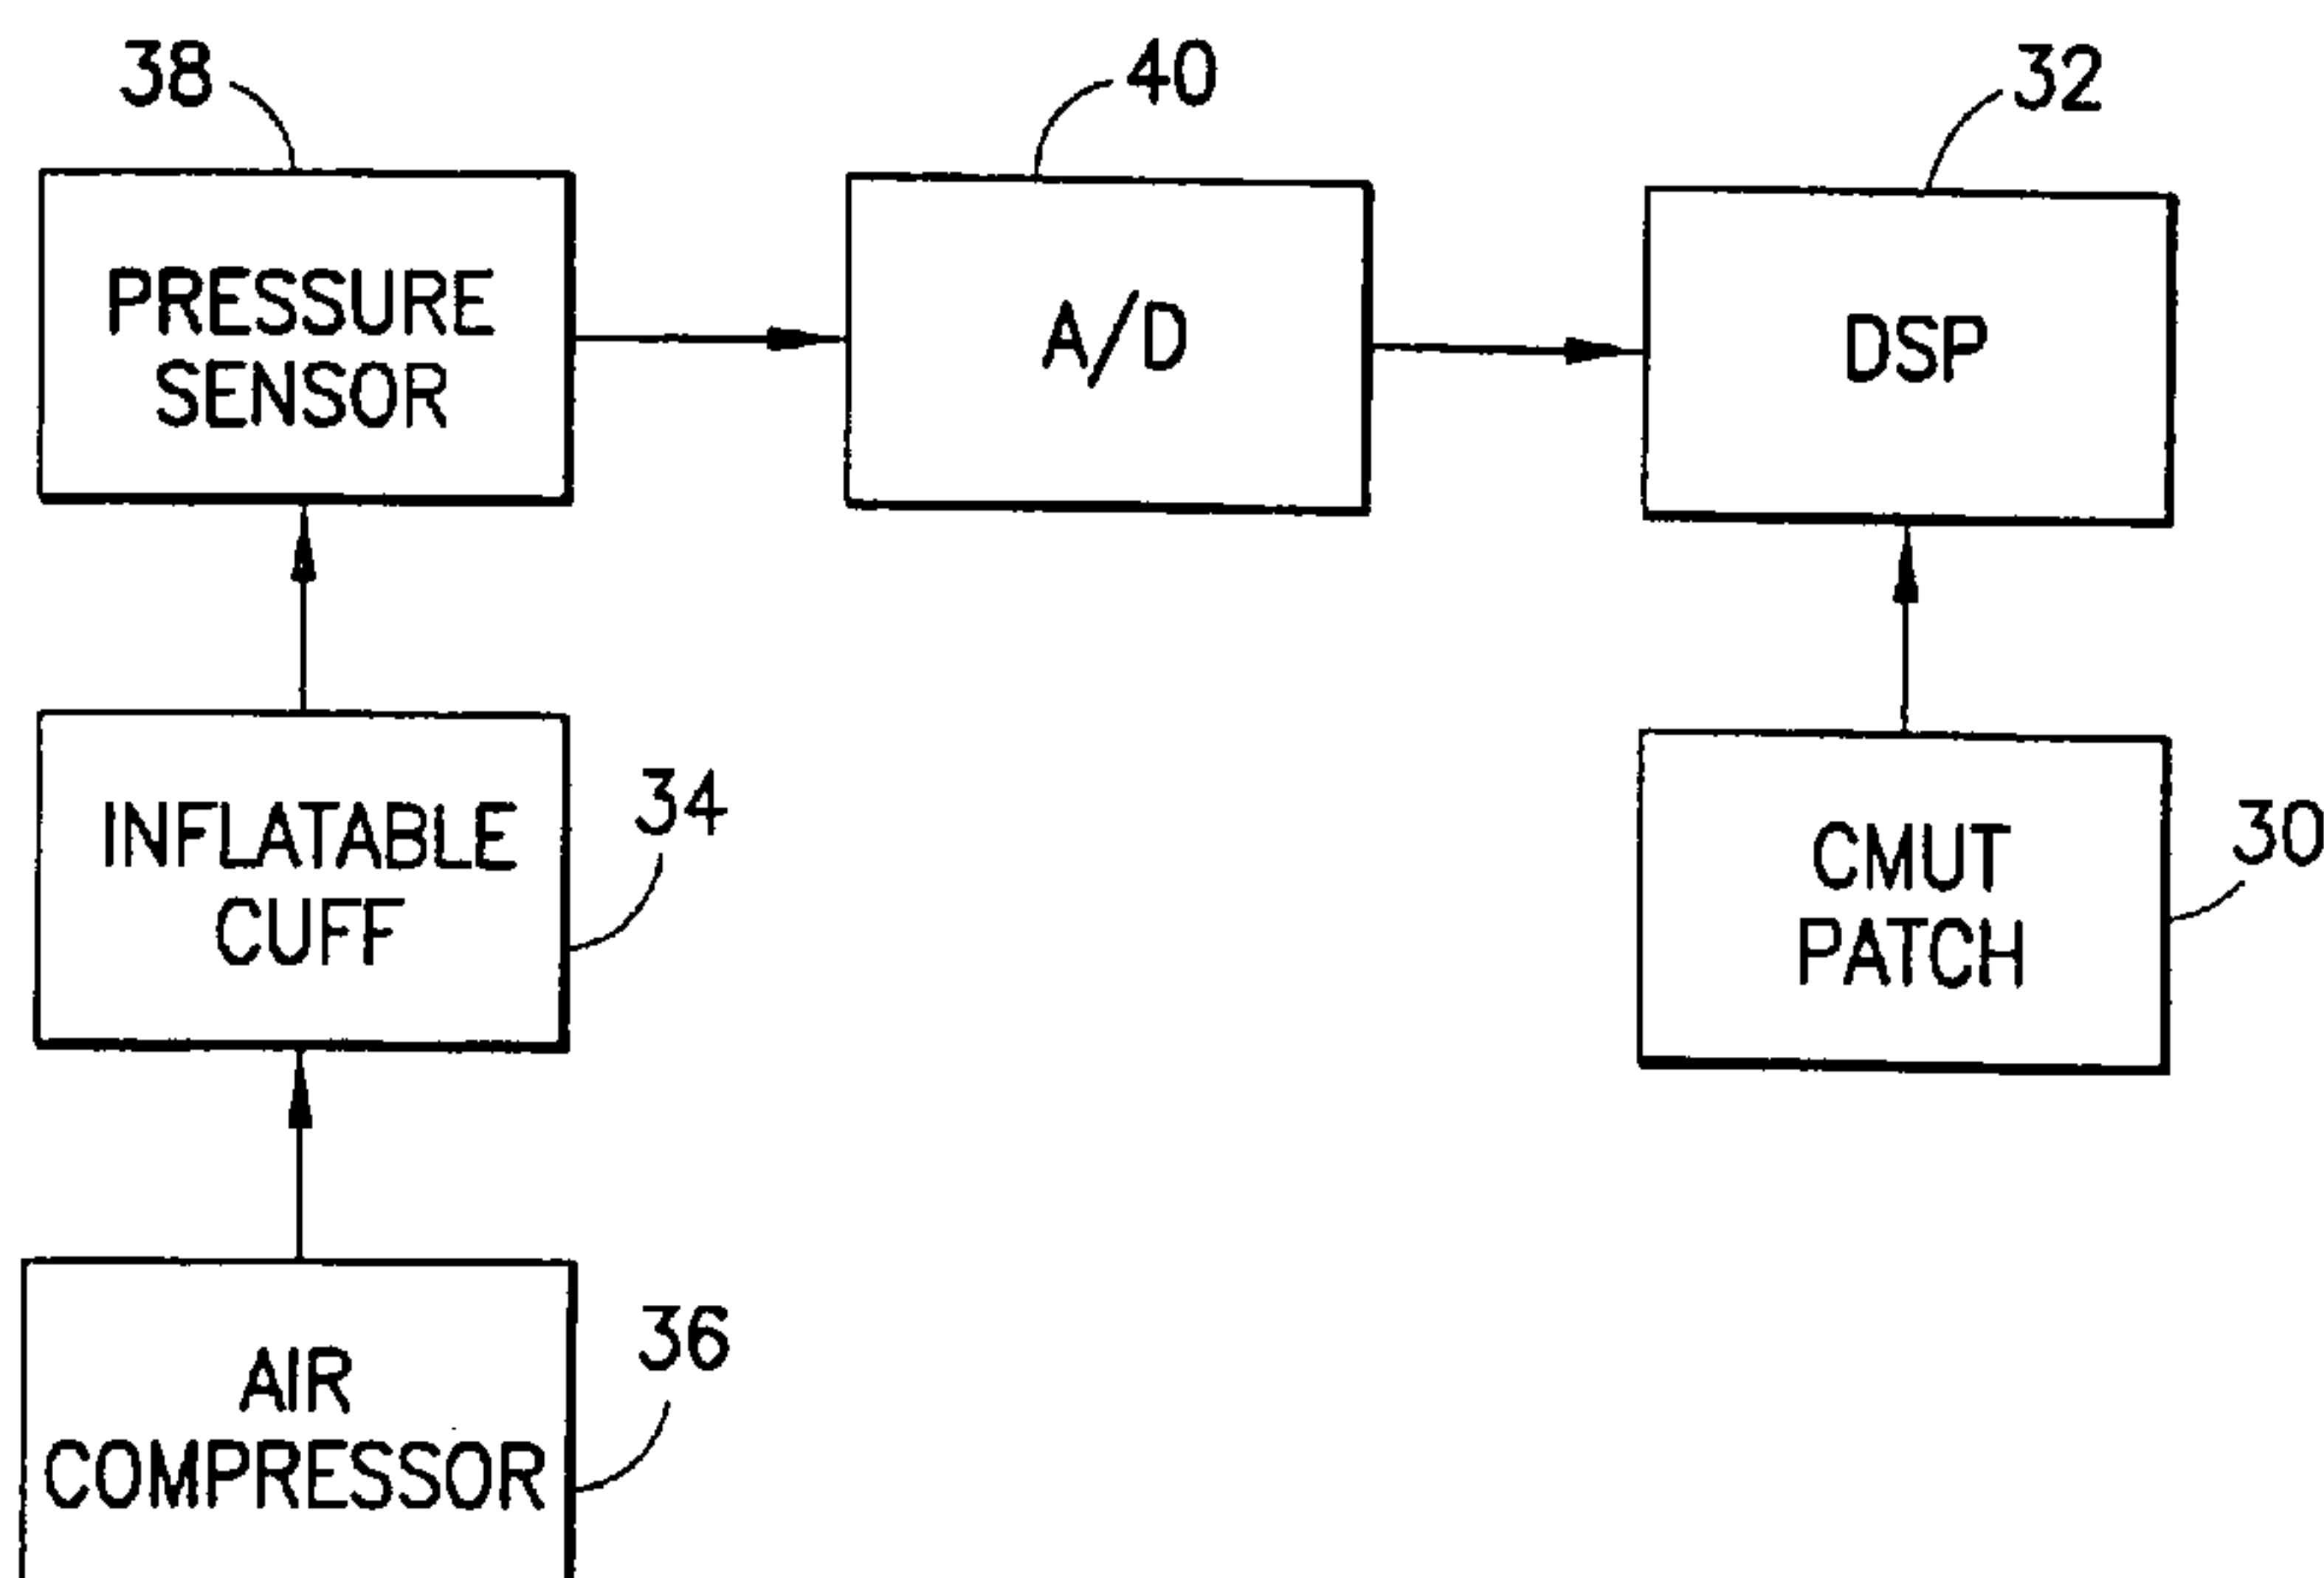 38
40
32
PRESSURE
SENSOR
A/D
DSP
INFLATABLE
CUFF
34
CMUT
PATCH
30
AIR
COMPRESSOR
36